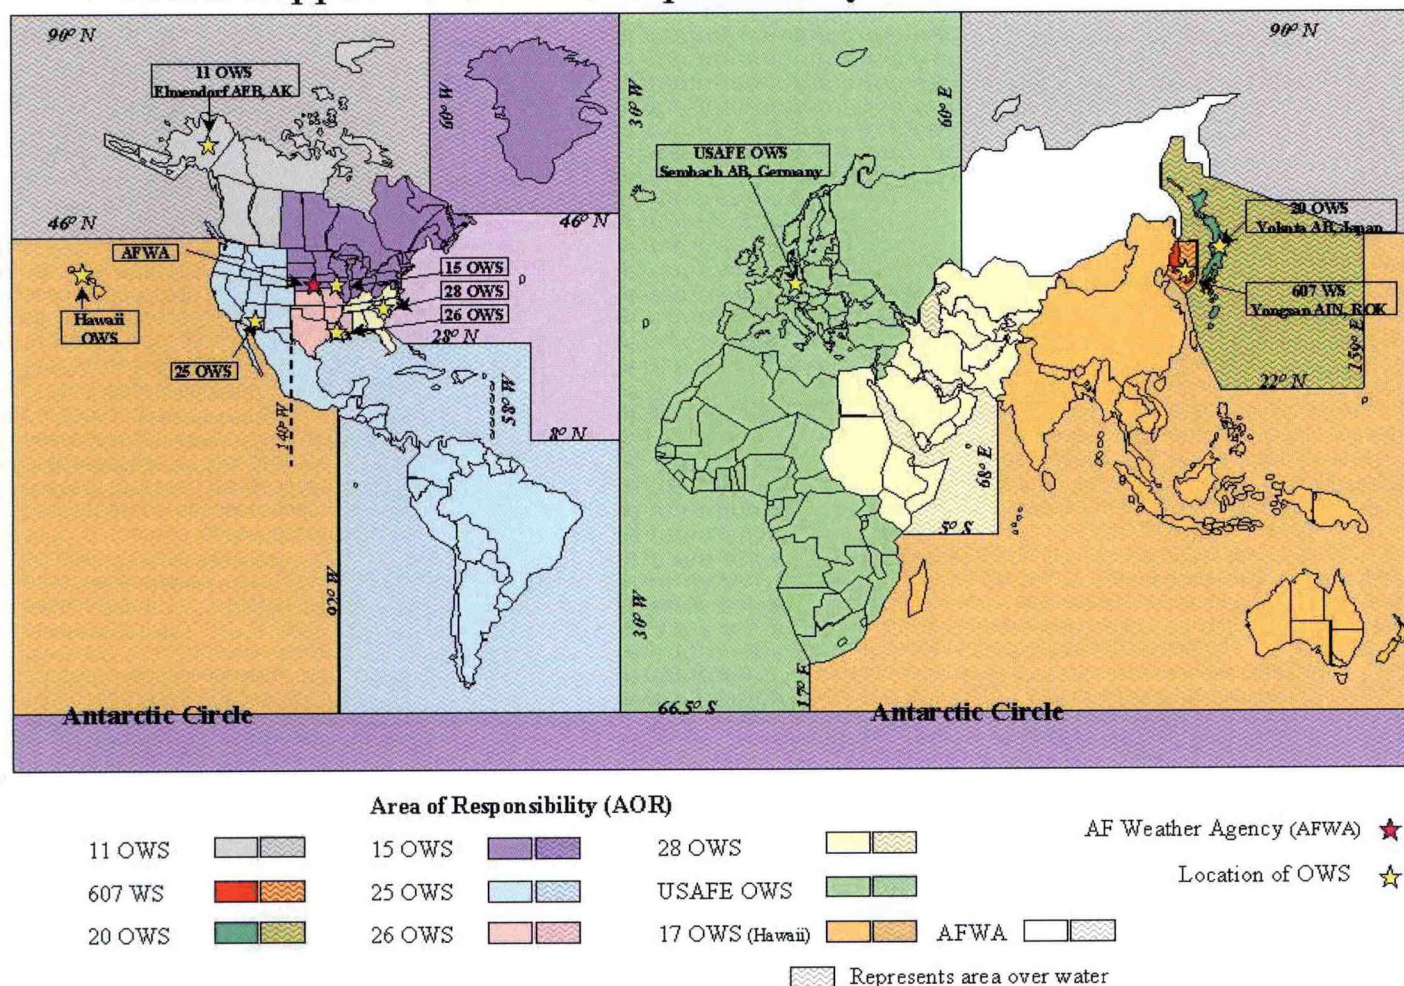 90° N
90° N
11 OWS
Elmendorf AFB, AK
60° W
30° W
60° E
USAFE OWS
Sembach AB, Germany
46° N
46° N
20 OWS
Yokota AB, Japan
AFWA
15 OWS
28 OWS
26 OWS
607 WS
Yongsan AIN, ROK
Hawaii
OWS
28° N
25 OWS
159° E
22° N
58° W
140° W
8° N
68° E
5° S
92° W
30° W
17° E
66.5° S
Antarctic Circle
Antarctic Circle
Area of Responsibility (AOR)
11 OWS
15 OWS
28 OWS
AF Weather Agency (AFWA)
607 WS
25 OWS
USAFE OWS
Location of OWS
20 OWS
26 OWS
17 OWS (Hawaii)
AFWA
Represents area over water